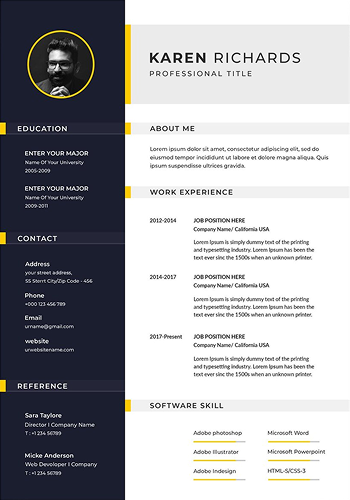 KAREN RICHARDS
PROFESSIONAL TITLE
EDUCATION
ENTER YOUR MAJOR
Name Of Your University
2005-2009
ENTER YOUR MAJOR
Name Of Your University
2009-2011
CONTACT
Address
your street address,
SS Sterrt City/Zip Code - 456
Phone
+000 123 456 789
Email
urname@gmail.com
website
urwebsitename.com
REFERENCE
Sara Taylore
Director I Company Name
T : +1 234 56789
Micke Anderson
Web Devoloper I Company
T : +1 234 56789
ABOUT ME
Lorem ipsum dolor sit amet, consectetur adipiscing elit, sed do
eiusmod tempor incididunt ut labore et dolore magna aliqua. Quis
ipsum suspendisse ultrices gravida.
WORK EXPERIENCE
2012-2014
JOB POSITION HERE
Company Name/ California USA
Lorem Ipsum is simply dummy text of the printing
and typesetting industry. Lorem Ipsum has been the
text ever sinc the 1500s when an unknown printer.
2014-2017
JOB POSITION HERE
Company Name/ California USA
Lorem Ipsum is simply dummy text of the printing
and typesetting industry. Lorem Ipsum has been the
text ever sinc the 1500s when an unknown printer.
2017-Present
JOB POSITION HERE
Company Name/ California USA
Lorem Ipsum is simply dummy text of the printing
and typesetting industry. Lorem Ipsum has been the
text ever sinc the 1500s when an unknown printer.
SOFTWARE SKILL
Adobe photoshop
Microsoft Word
Adobe Illustrator
Microsoft Powerpoint
Adobe Indesign
HTML-5/CSS-3